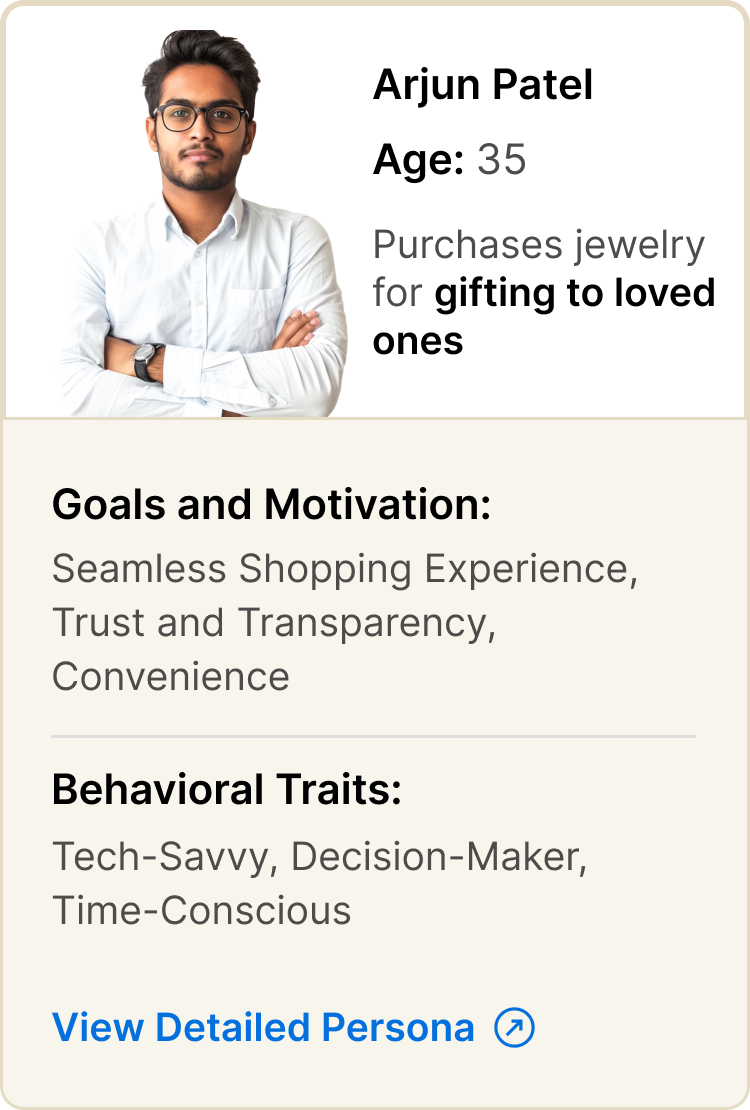 Arjun Patel
Age: 35
Purchases jewelry
for gifting to loved
ones
Goals and Motivation:
Seamless Shopping Experience,
Trust and Transparency,
Convenience
Behavioral Traits:
Tech-Savvy, Decision-Maker,
Time-Conscious
View Detailed Persona